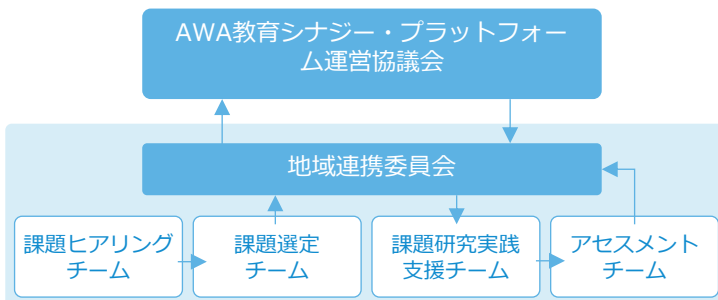 AWA教育シナジー・プラットフォー
ム運営協議会
地域連携委員会
課題ヒアリング
チーム
課題選定
チーム
課題研究実践
支援チーム
アセスメント
チーム